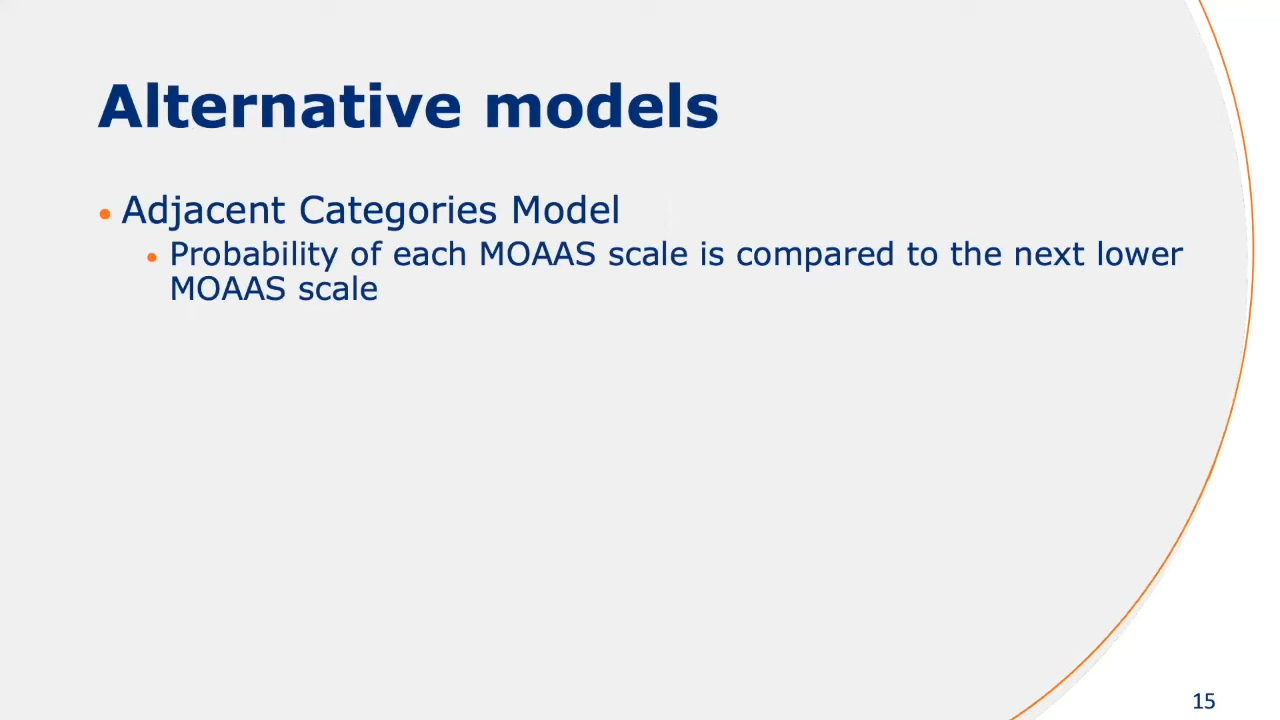 Alternative models
• Adjacent Categories Model
• Probability of each MOAAS scale is compared to the next lower
MOAAS scale
15